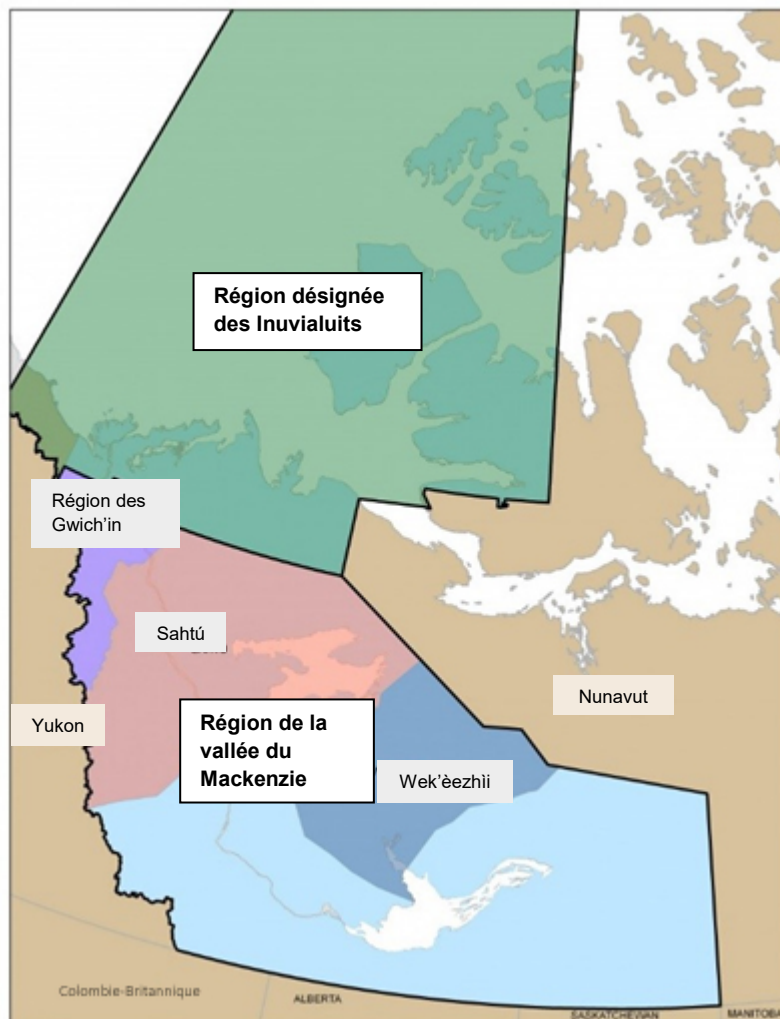 Région désignée
des Inuvialuits
Région des
Gwich'in
Sahtú
Nunavut
Yukon
Région de la
vallée du
Mackenzie
Wek'èezhìi
Colombie-Britannique
ALBERTA
SASKATCHEWAN
MANITOBA